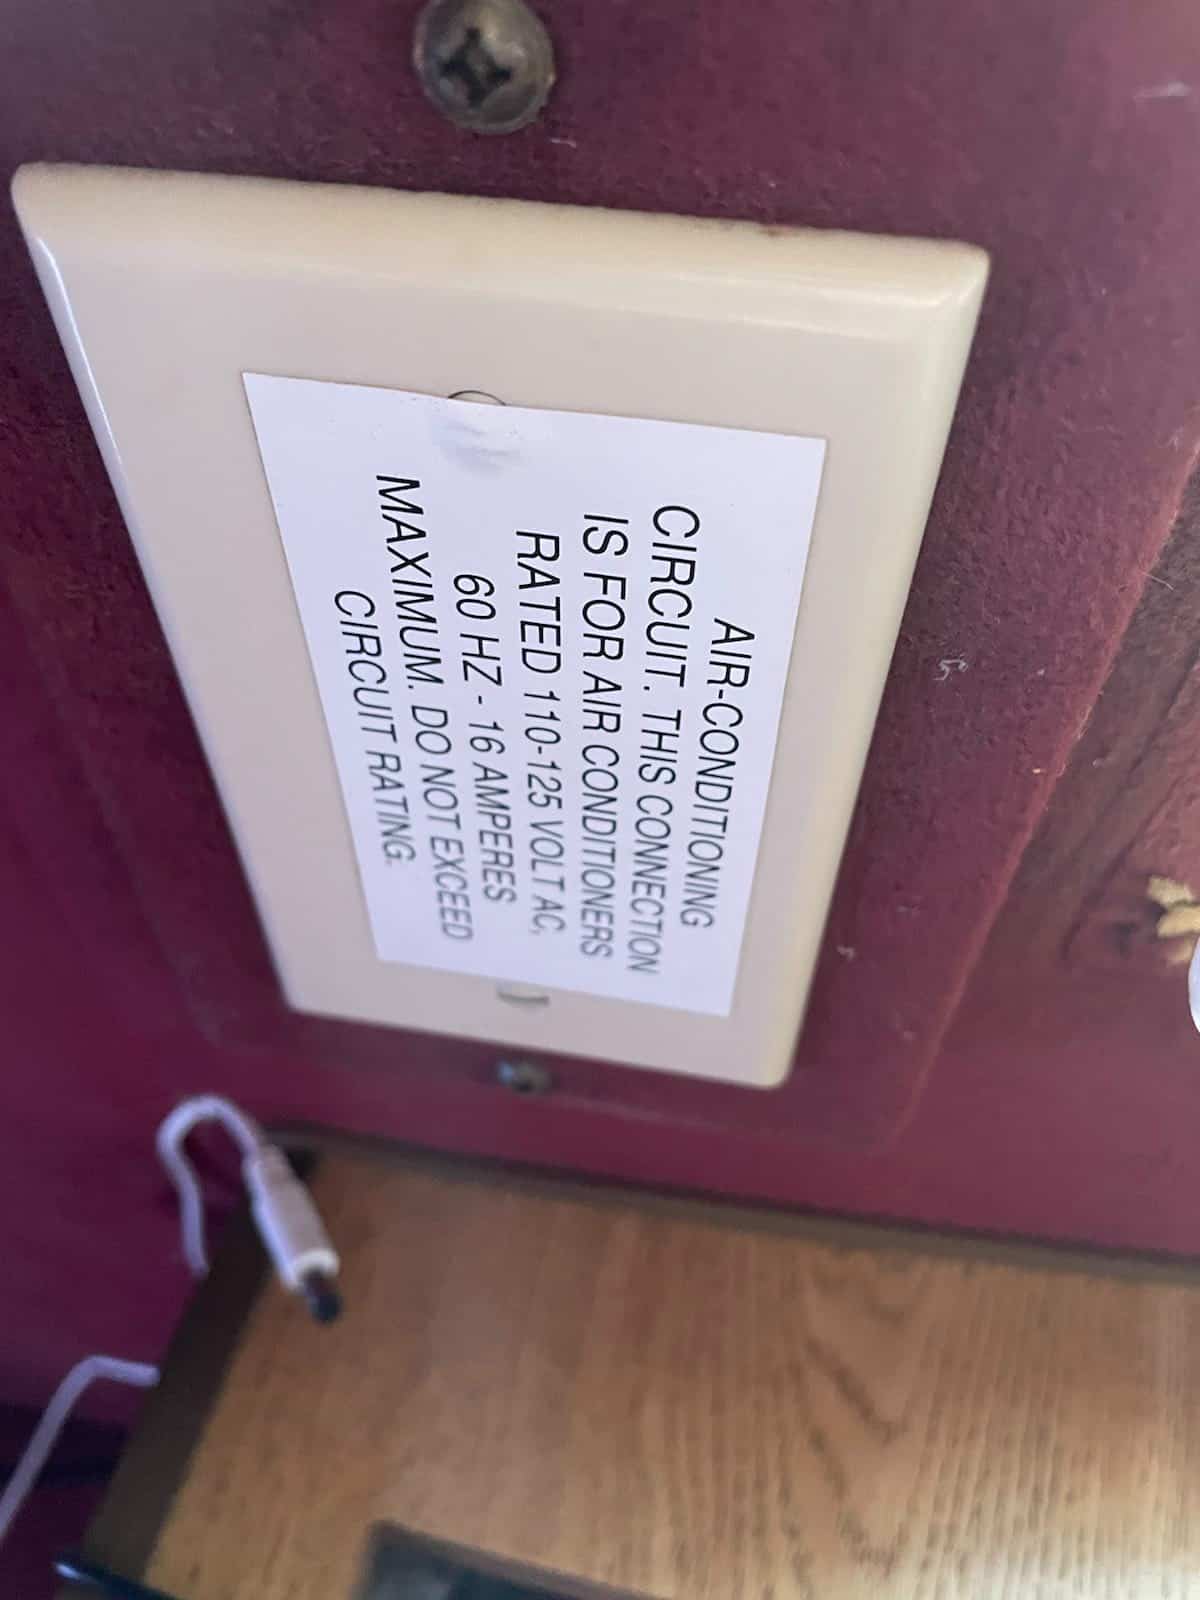 AIR-CONDITIONING
CIRCUIT. THIS CONNECTION
IS FOR AIR CONDITIONERS
RATED 110-125 VOLT AC,
60 HZ - 16 AMPERES
MAXIMUM. DO NOT EXCEED
CIRCUIT RATING.